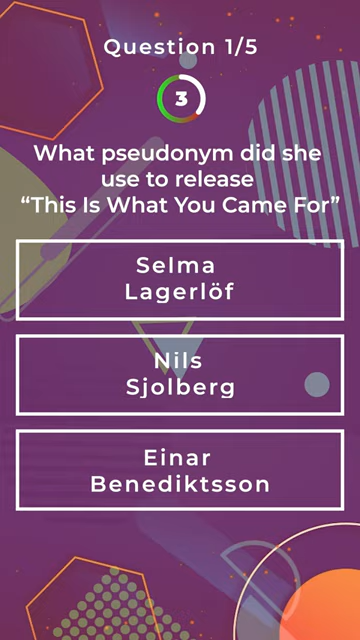 Question 1/5
3
What pseudonym did she
use to release
“This Is What You Came For”
Selma
Lagerlöf
Nils
Sjolberg
Einar
Benediktsson